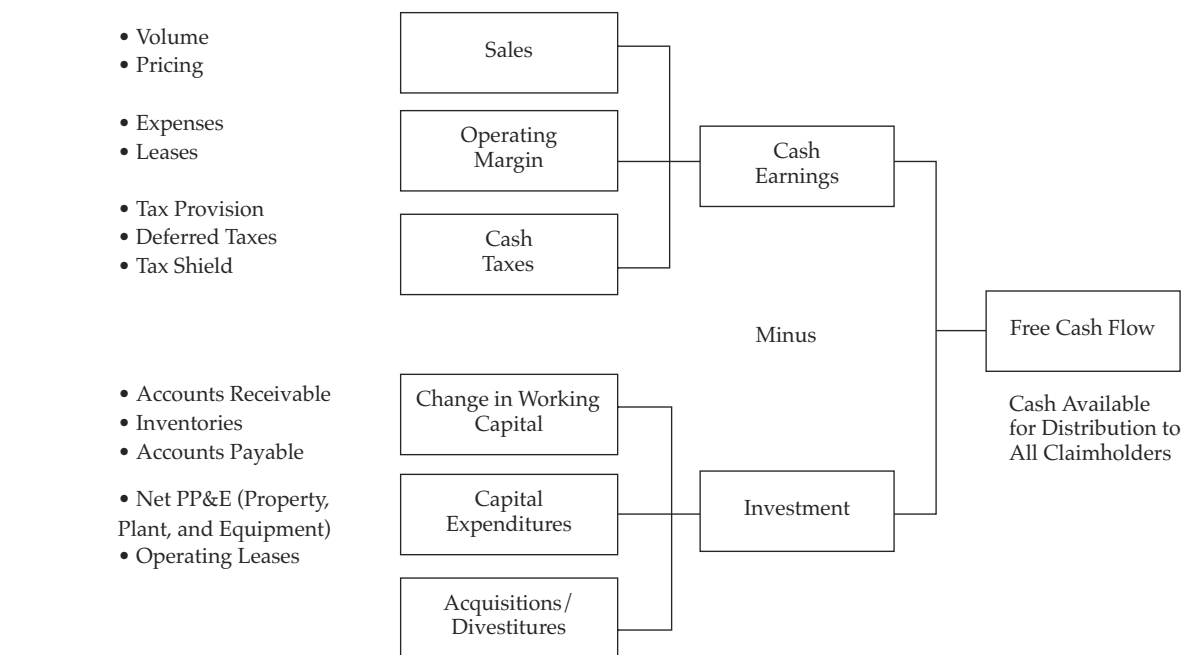 • Volume
• Pricing
Sales
• Expenses
• Leases
Operating
Margin
Cash
Earnings
• Tax Provision
• Deferred Taxes
• Tax Shield
Cash
Taxes
Minus
Free Cash Flow
Cash Available
for Distribution to
All Claimholders
• Accounts Receivable
• Inventories
• Accounts Payable
Change in Working
Capital
• Net PP&E (Property,
Plant, and Equipment)
• Operating Leases
Capital
Expenditures
Investment
Acquisitions/
Divestitures